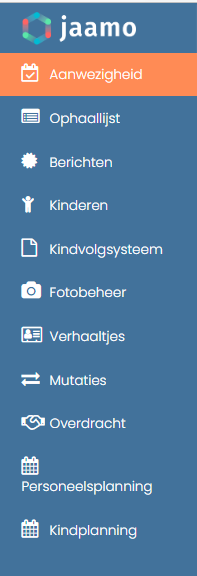 jaamo
Aanwezigheid
Ophaallijst
Berichten
Kinderen
Kindvolgsysteem
Fotobeheer
Verhaaltjes
Mutaties
Overdracht
Personeelsplanning
Kindplanning